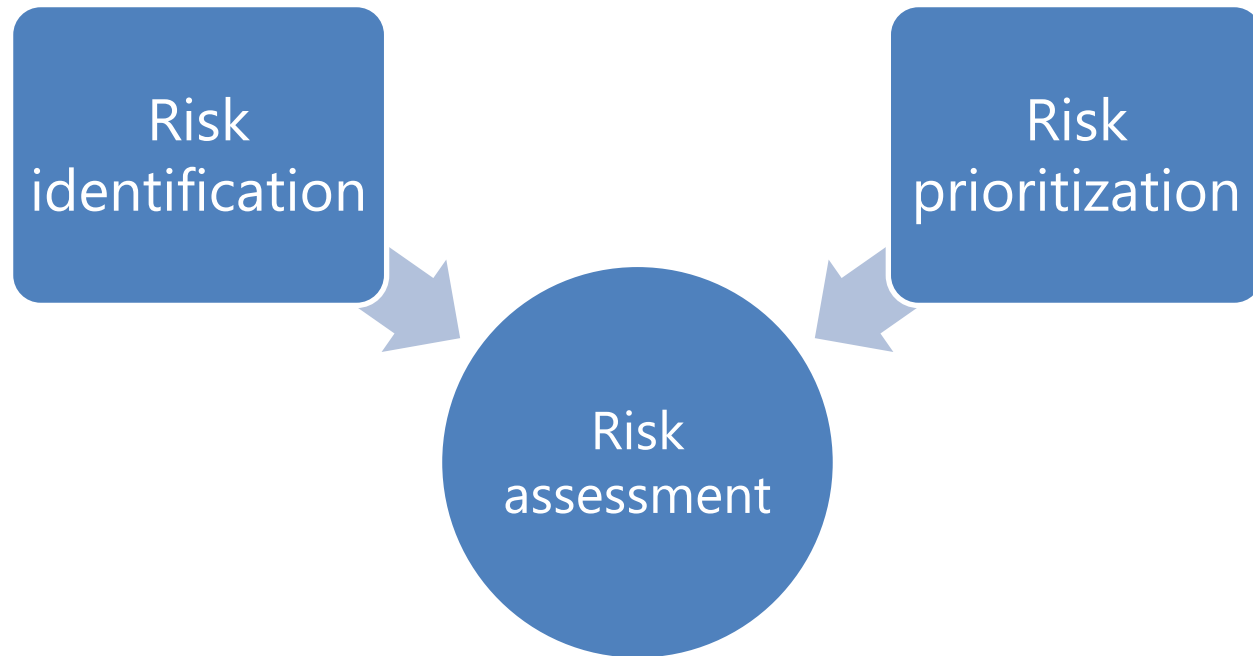 Risk
identification
Risk
prioritization
Risk
assessment